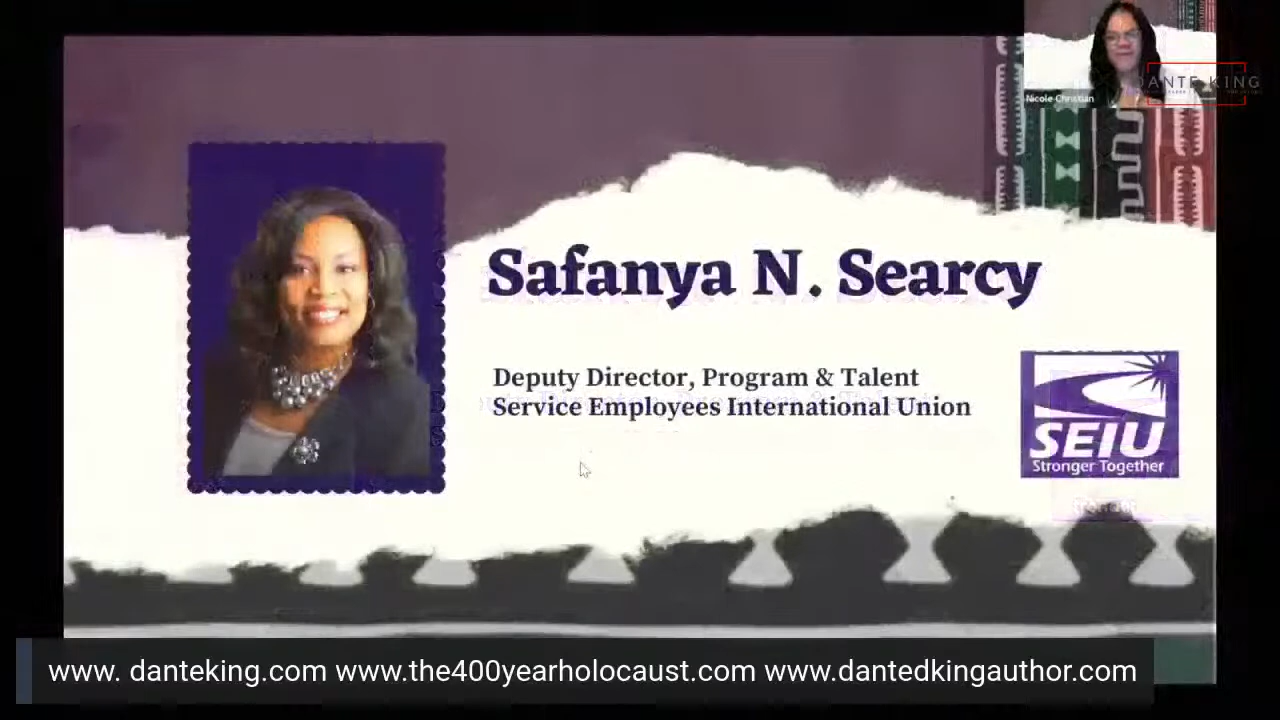 Nicole Christian
DANTE KING
Safanya N. Searcy
Deputy Director, Program & Talent
Service Employees International Union
SEIU
Stronger Together
www. danteking.com www.the400yearholocaust.com www.dantedkingauthor.com